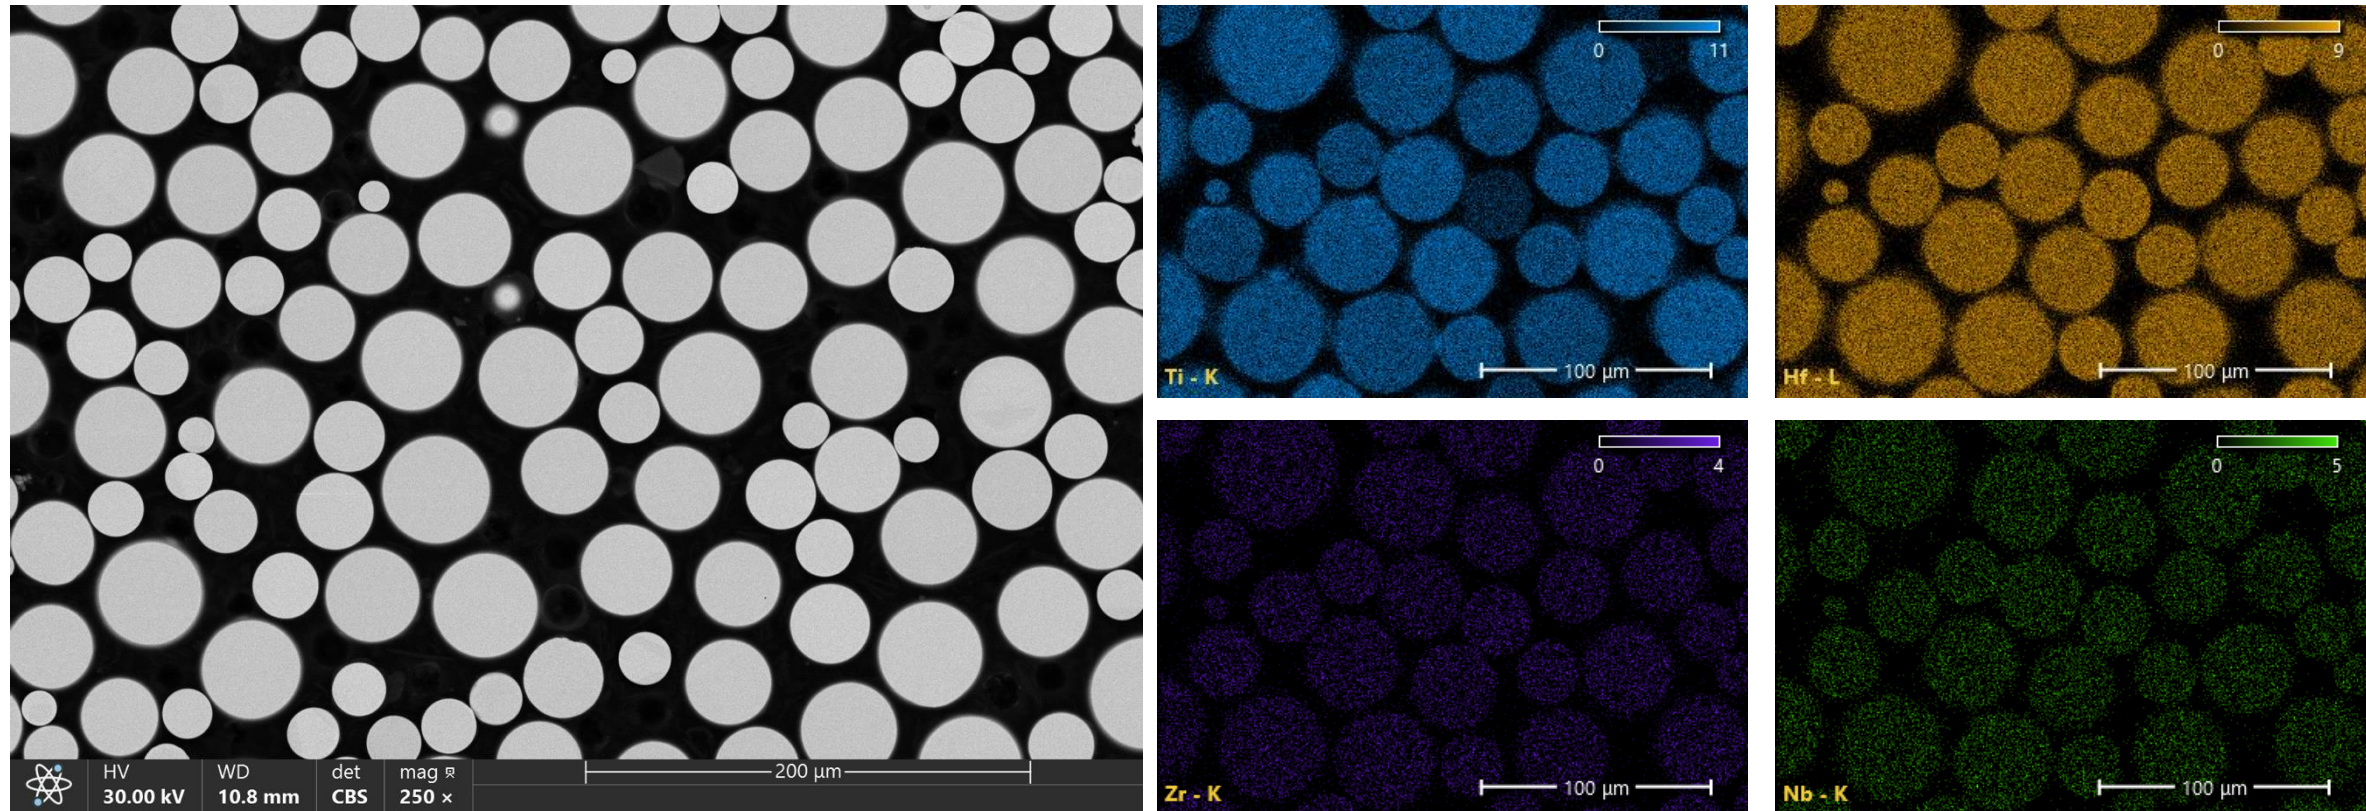 HV
30.00 kV
WD
10.8 mm
det
CBS
mag
250 ×
200 µm
0 11
Ti - K
100 µm
0 9
Hf - L
100 µm
0 4
Zr - K
100 µm
0 5
Nb - K
100 µm